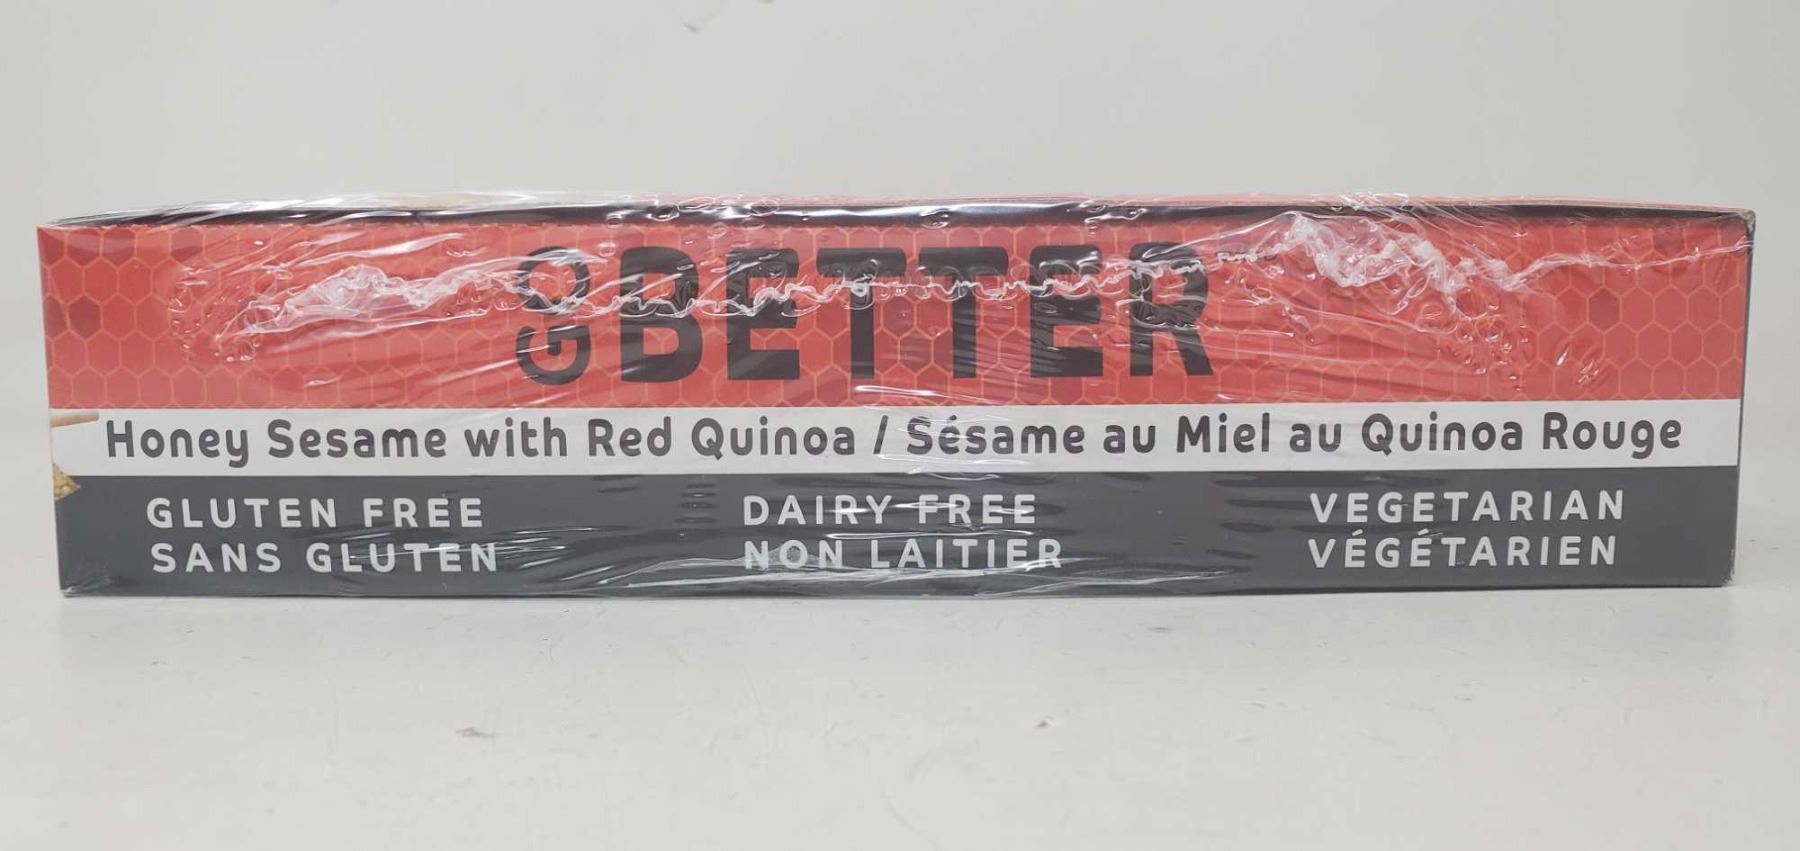 GO BETTER
Honey Sesame with Red Quinoa / Sésame au Miel au Quinoa Rouge
GLUTEN FREE DAIRY FREE VEGETARIAN
SANS GLUTEN NON LAITIER VÉGÉTARIEN